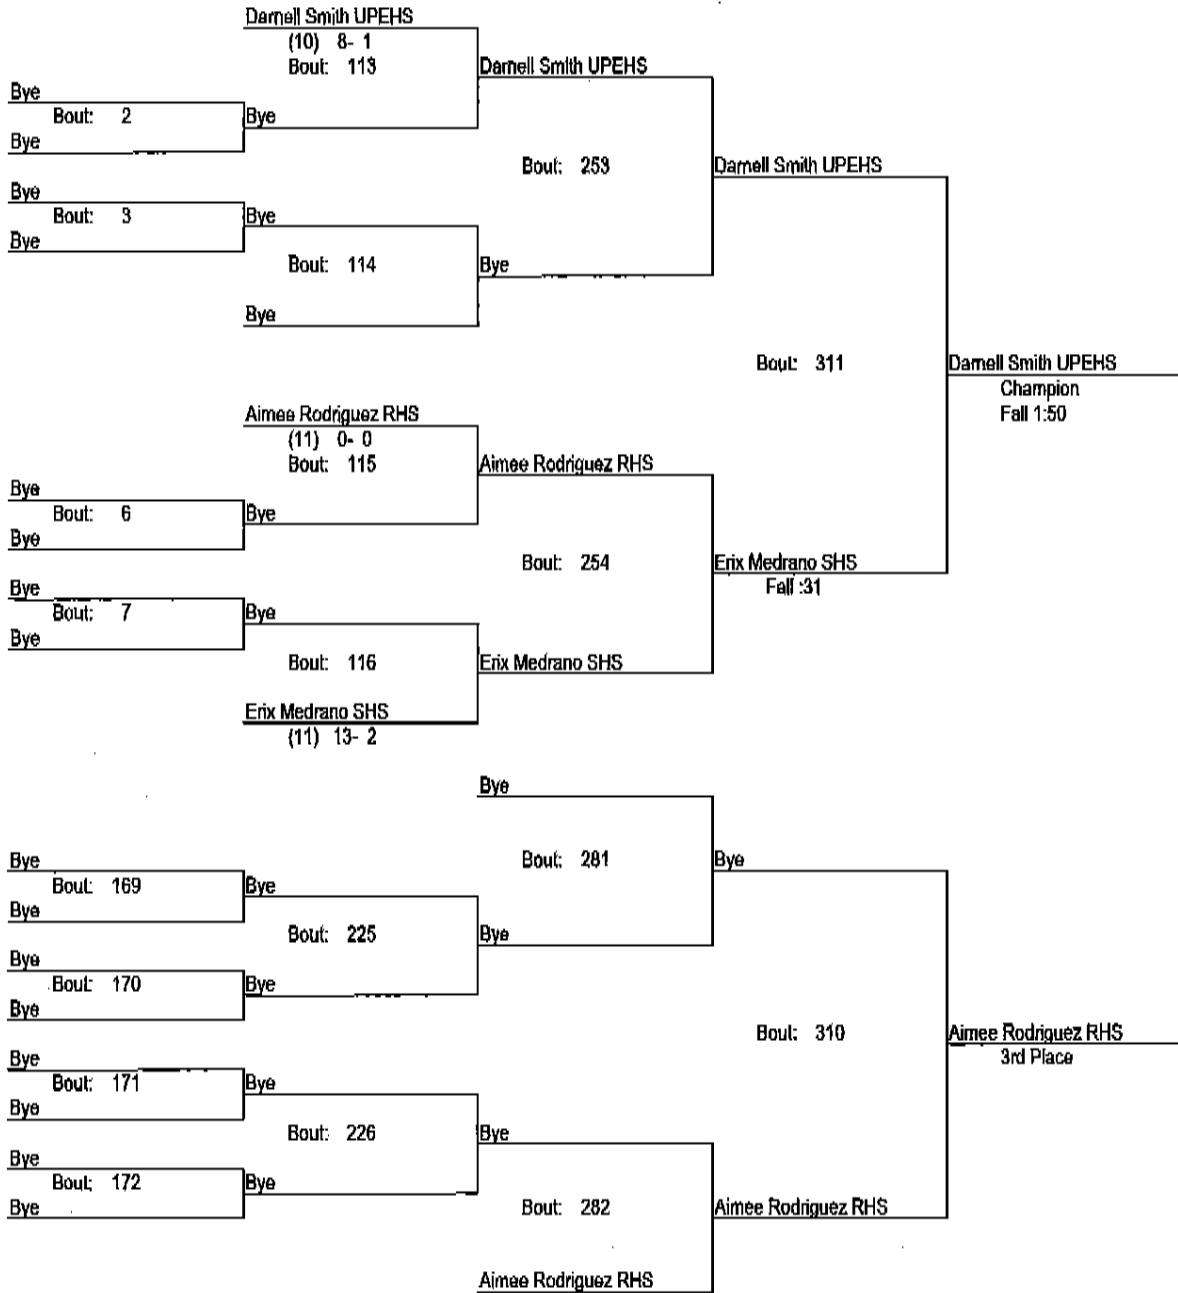 Darnell Smith UPEHS
(10) 8- 1
Bout: 113
Darnell Smith UPEHS
Bye
Bout: 2
Bye
Bye
Bout: 253
Darnell Smith UPEHS
Bye
Bout: 3
Bye
Bye
Bout: 114
Bye
Bye
Bout: 311
Darnell Smith UPEHS
Champion
Fall 1:50
Aimee Rodriguez RHS
(11) 0- 0
Bout: 115
Aimee Rodriguez RHS
Bye
Bout: 6
Bye
Bye
Bout: 254
Erix Medrano SHS
Fall :31
Bye
Bout: 7
Bye
Bye
Bout: 116
Erix Medrano SHS
Erix Medrano SHS
(11) 13- 2
Bye
Bout: 281
Bye
Bye
Bout: 169
Bye
Bye
Bout: 225
Bye
Bye
Bout: 170
Bye
Bye
Bout: 310
Aimee Rodriguez RHS
3rd Place
Bye
Bout: 171
Bye
Bye
Bout: 226
Bye
Bye
Bout: 172
Bye
Bye
Bout: 282
Aimee Rodriguez RHS
Aimee Rodriguez RHS